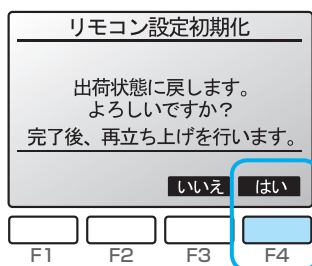 リモコン設定初期化
出荷状態に戻します。
よろしいですか？
完了後、再立ち上げを行います。
いいえ はい
F1 F2 F3 F4